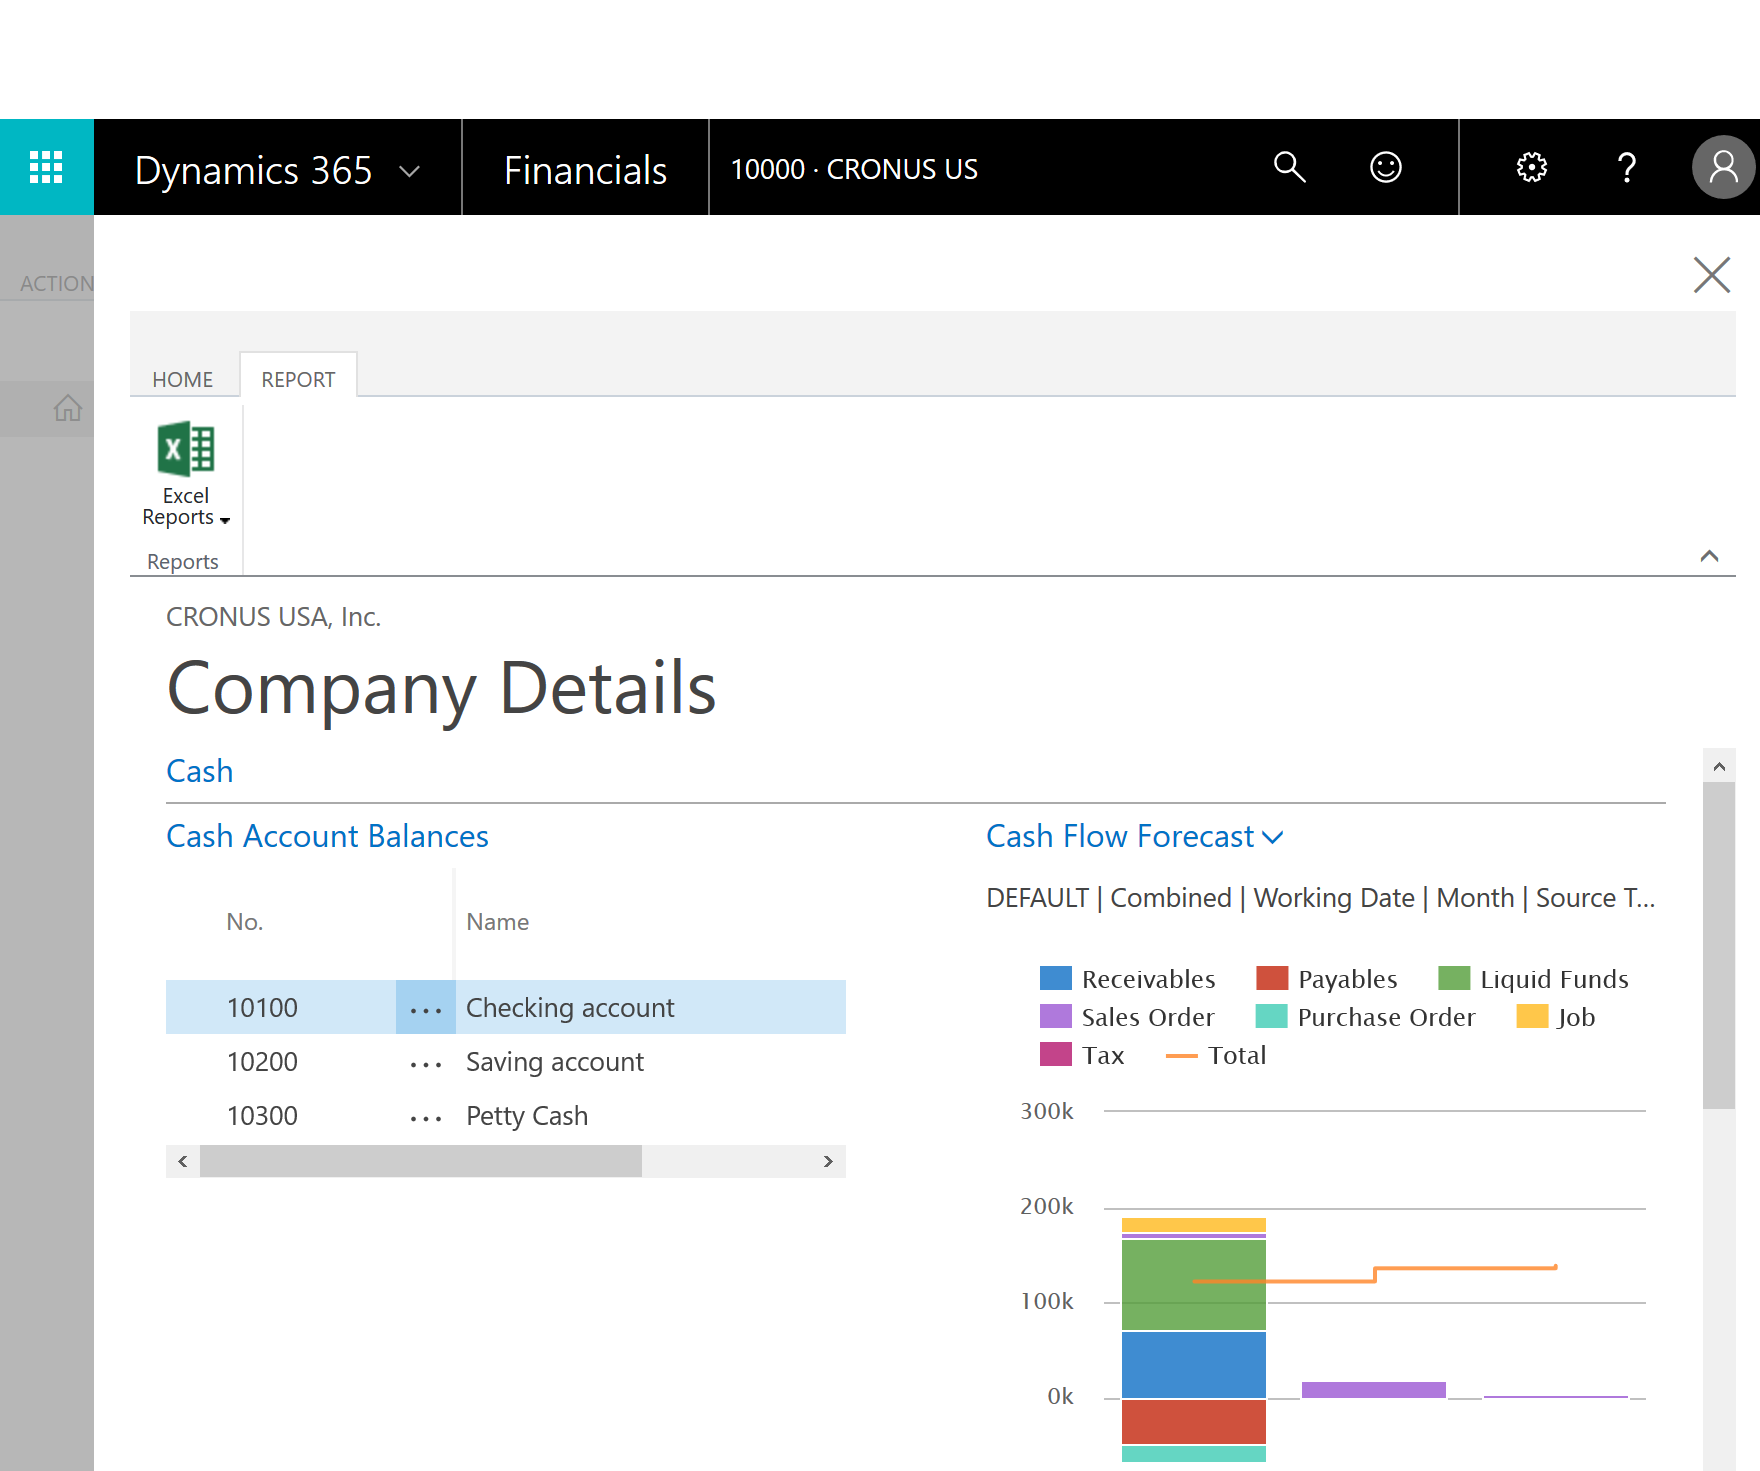 Dynamics 365 Financials 10000 · CRONUS US ?
ACTION
HOME REPORT
Excel
Reports
Reports
CRONUS USA, Inc.
Company Details
Cash
Cash Account Balances
No. Name
10100 ... Checking account
10200 ... Saving account
10300 ... Petty Cash
Cash Flow Forecast
DEFAULT | Combined | Working Date | Month | Source T...
Receivables Payables Liquid Funds
Sales Order Purchase Order Job
Tax Total
300k
200k
100k
0k